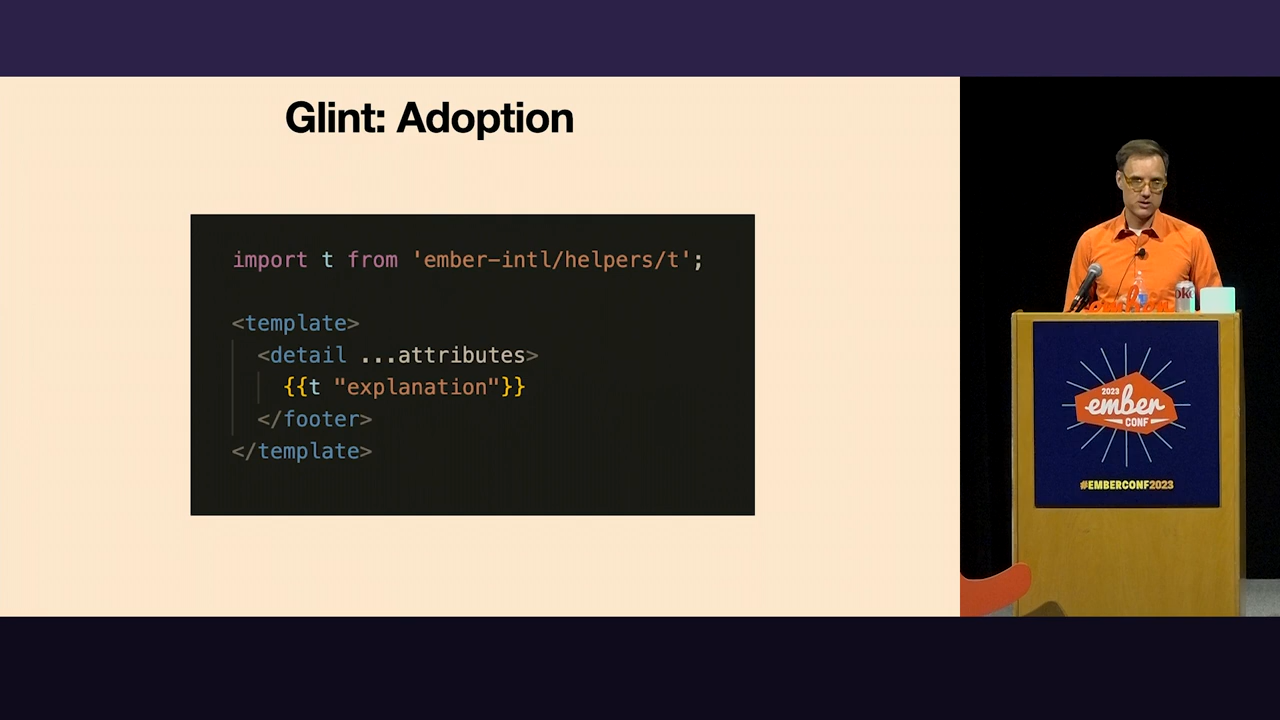 Glint: Adoption
import t from 'ember-intl/helpers/t';
<template>
<detail ...attributes>
{{t "explanation"}}
</footer>
</template>
2023
ember
CONF
#EMBERCONF2023